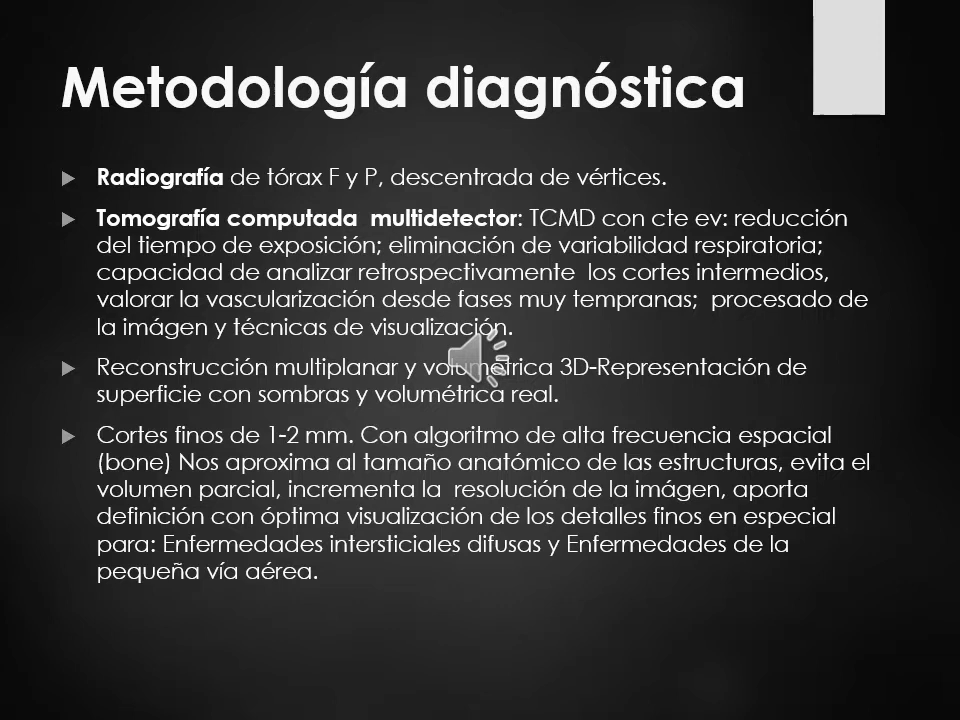 Metodología diagnóstica
Radiografía de tórax F y P, descentrada de vértices.
Tomografía computada  multidetector: TCMD con cte ev: reducción
del tiempo de exposición; eliminación de variabilidad respiratoria;
capacidad de analizar retrospectivamente  los cortes intermedios,
valorar la vascularización desde fases muy tempranas;  procesado de
la imágen y técnicas de visualización.
Reconstrucción multiplanar y volumétrica 3D-Representación de
superficie con sombras y volumétrica real.
Cortes finos de 1-2 mm. Con algoritmo de alta frecuencia espacial
(bone) Nos aproxima al tamaño anatómico de las estructuras, evita el
volumen parcial, incrementa la  resolución de la imágen, aporta
definición con óptima visualización de los detalles finos en especial
para: Enfermedades intersticiales difusas y Enfermedades de la
pequeña vía aérea.